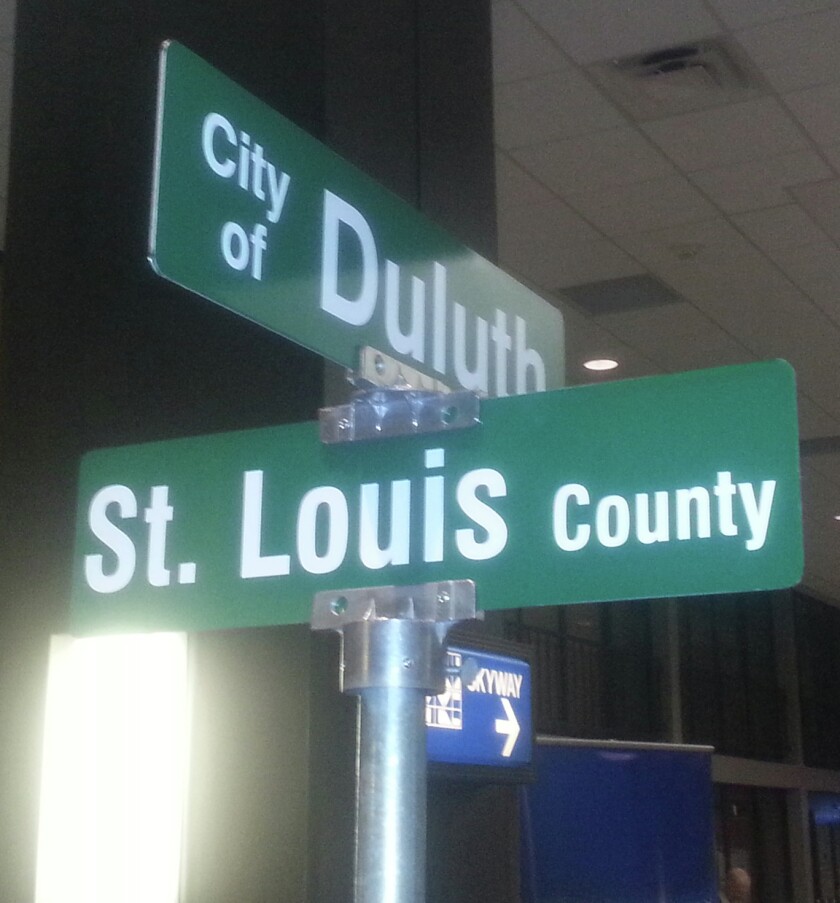 City
of
Duluth
St. Louis County
SKYWAY